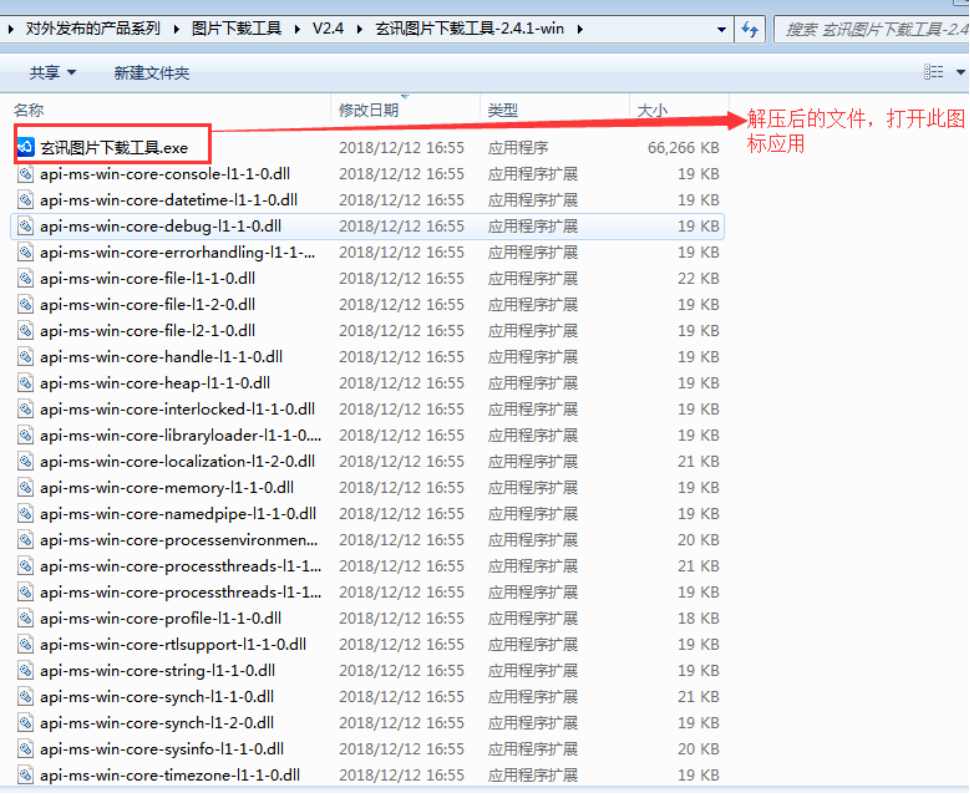 对外发布的产品系列 图片下载工具 V2.4 玄讯图片下载工具-2.4.1-win 搜索 玄讯图片下载工具-2.4
共享 新建文件夹
名称 修改日期 类型 大小
解压后的文件，打开此图
标应用
玄讯图片下载工具.exe 2018/12/12 16:55 应用程序 66,266 KB
api-ms-win-core-console-l1-1-0.dll 2018/12/12 16:55 应用程序扩展 19 KB
api-ms-win-core-datetime-l1-1-0.dll 2018/12/12 16:55 应用程序扩展 19 KB
api-ms-win-core-debug-l1-1-0.dll 2018/12/12 16:55 应用程序扩展 19 KB
api-ms-win-core-errorhandling-l1-1-... 2018/12/12 16:55 应用程序扩展 19 KB
api-ms-win-core-file-l1-1-0.dll 2018/12/12 16:55 应用程序扩展 22 KB
api-ms-win-core-file-l1-2-0.dll 2018/12/12 16:55 应用程序扩展 19 KB
api-ms-win-core-file-l2-1-0.dll 2018/12/12 16:55 应用程序扩展 19 KB
api-ms-win-core-handle-l1-1-0.dll 2018/12/12 16:55 应用程序扩展 19 KB
api-ms-win-core-heap-l1-1-0.dll 2018/12/12 16:55 应用程序扩展 19 KB
api-ms-win-core-interlocked-l1-1-0.dll 2018/12/12 16:55 应用程序扩展 19 KB
api-ms-win-core-libraryloader-l1-1-0.... 2018/12/12 16:55 应用程序扩展 19 KB
api-ms-win-core-localization-l1-2-0.dll 2018/12/12 16:55 应用程序扩展 21 KB
api-ms-win-core-memory-l1-1-0.dll 2018/12/12 16:55 应用程序扩展 19 KB
api-ms-win-core-namedpipe-l1-1-0.dll 2018/12/12 16:55 应用程序扩展 19 KB
api-ms-win-core-processenvironmen... 2018/12/12 16:55 应用程序扩展 20 KB
api-ms-win-core-processthreads-l1-1... 2018/12/12 16:55 应用程序扩展 21 KB
api-ms-win-core-processthreads-l1-1... 2018/12/12 16:55 应用程序扩展 19 KB
api-ms-win-core-profile-l1-1-0.dll 2018/12/12 16:55 应用程序扩展 18 KB
api-ms-win-core-rtlsupport-l1-1-0.dll 2018/12/12 16:55 应用程序扩展 19 KB
api-ms-win-core-string-l1-1-0.dll 2018/12/12 16:55 应用程序扩展 19 KB
api-ms-win-core-synch-l1-1-0.dll 2018/12/12 16:55 应用程序扩展 21 KB
api-ms-win-core-synch-l1-2-0.dll 2018/12/12 16:55 应用程序扩展 19 KB
api-ms-win-core-sysinfo-l1-1-0.dll 2018/12/12 16:55 应用程序扩展 20 KB
api-ms-win-core-timezone-l1-1-0.dll 2018/12/12 16:55 应用程序扩展 19 KB